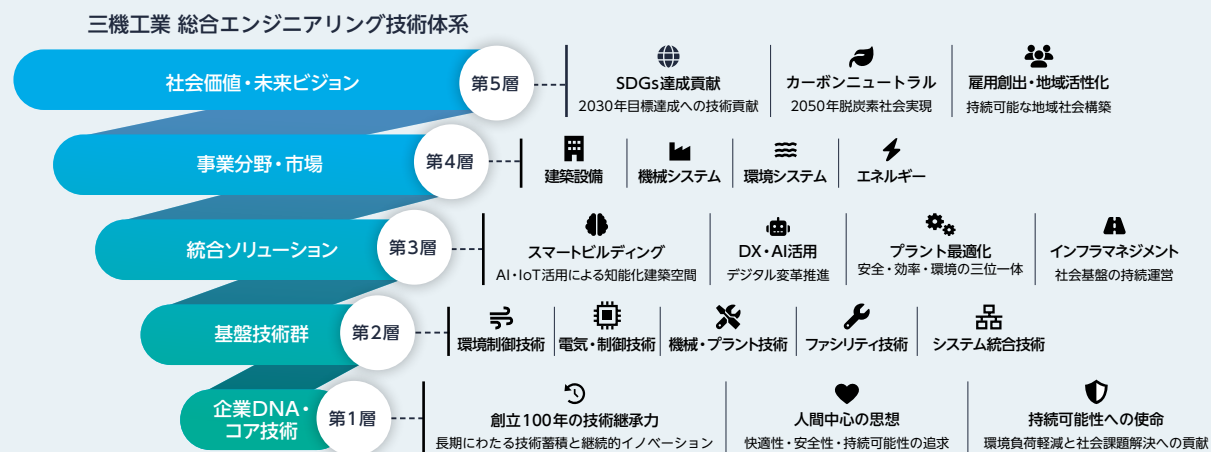 三機工業 総合エンジニアリング技術体系
社会価値・未来ビジョン
第5層
SDGs達成貢献
2030年目標達成への技術貢献
カーボンニュートラル
2050年脱炭素社会実現
雇用創出・地域活性化
持続可能な地域社会構築
事業分野・市場
第4層
建築設備
機械システム
環境システム
エネルギー
統合ソリューション
第3層
スマートビルディング
AI・IoT活用による知能化建築空間
DX・AI活用
デジタル変革推進
プラント最適化
安全・効率・環境の三位一体
インフラマネジメント
社会基盤の持続運営
基盤技術群
第2層
環境制御技術
電気・制御技術
機械・プラント技術
ファシリティ技術
システム統合技術
企業DNA・
コア技術
第1層
創立100年の技術継承力
長期にわたる技術蓄積と継続的イノベーション
人間中心の思想
快適性・安全性・持続可能性の追求
持続可能性への使命
環境負荷軽減と社会課題解決への貢献